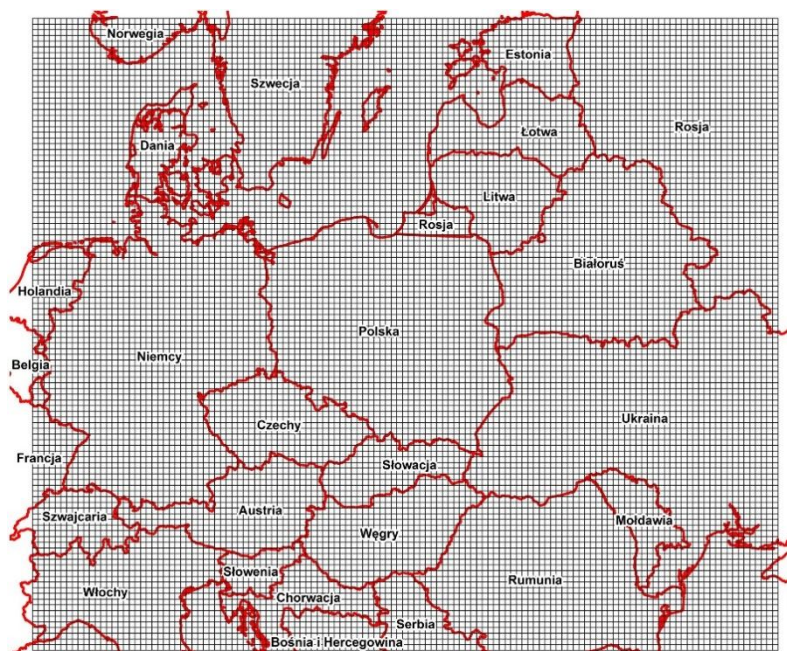 Norwegia
Estonia
Szwecja
Łotwa
Rosja
Dania
Litwa
Rosja
Białoruś
Holandia
Polska
Niemcy
Belgia
Ukraina
Czechy
Francja
Słowacja
Austria
Szwajcaria
Mołdawia
Węgry
Słowenia
Rumunia
Włochy
Chorwacja
Serbia
Bośnia i Hercegowina